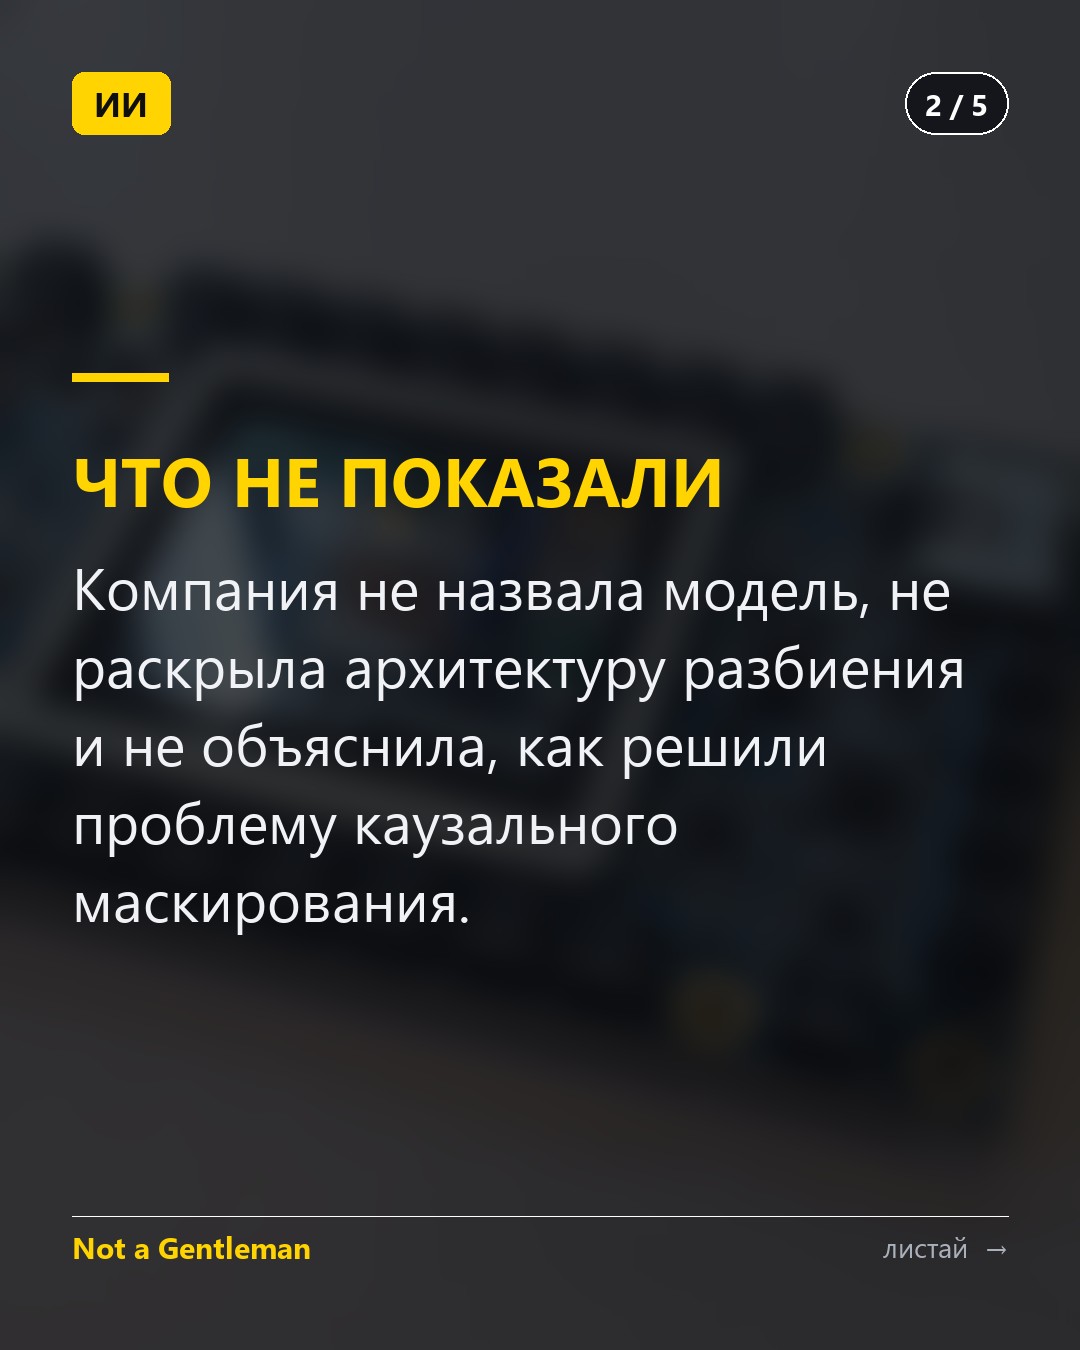 ИИ
2 / 5
ЧТО НЕ ПОКАЗАЛИ
Компания не назвала модель, не
раскрыла архитектуру разбиения
и не объяснила, как решили
проблему каузального
маскирования.
Not a Gentleman
листай →